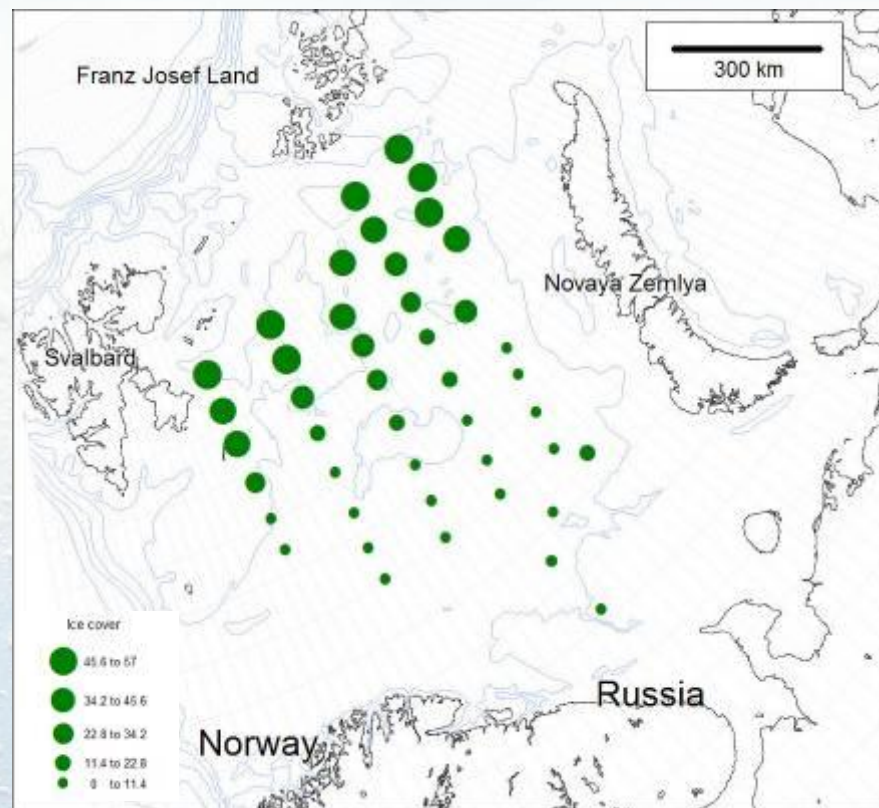 Franz Josef Land
300 km
Novaya Zemlya
Svalbard
Ice cover
45.6 to 57
34.2 to 45.6
22.8 to 34.2
11.4 to 22.8
0 to 11.4
Norway
Russia